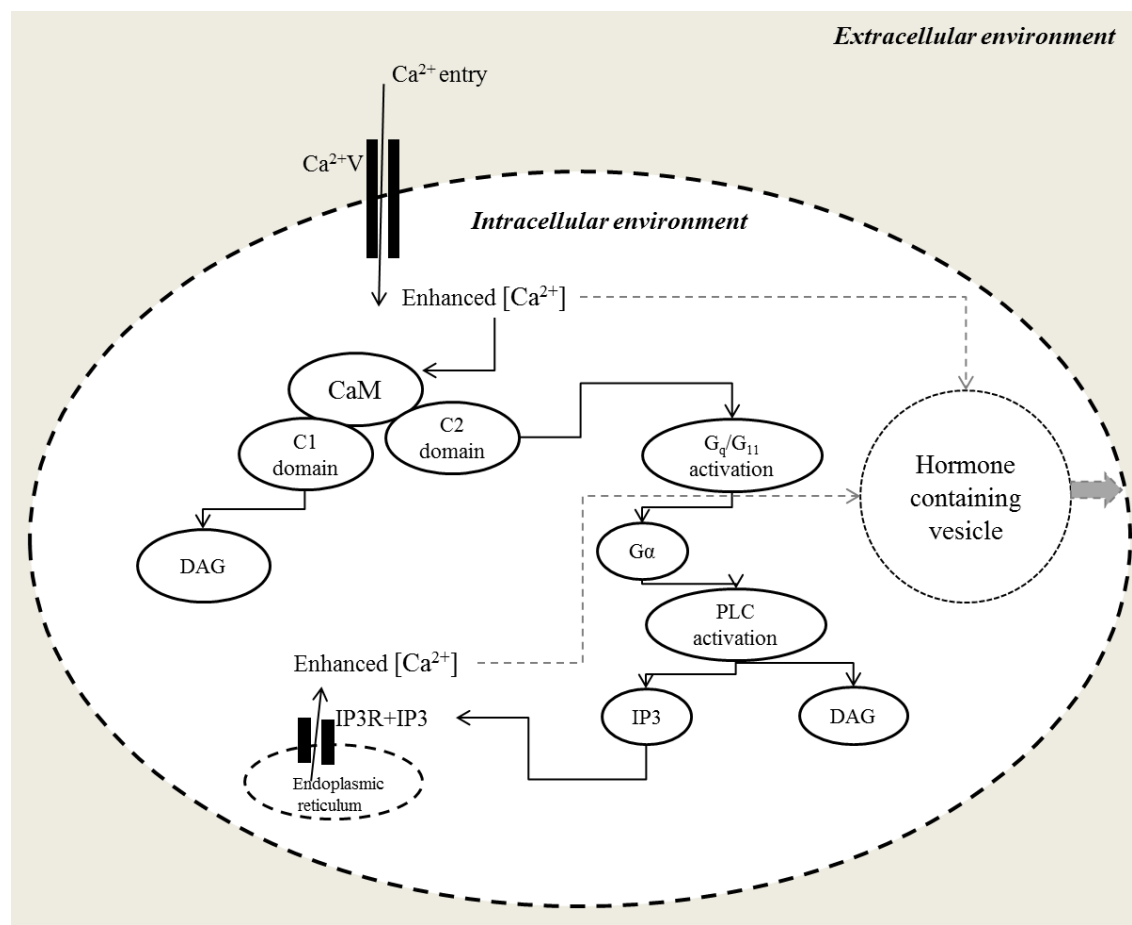 Extracellular environment
Ca²⁺ entry
Ca²⁺V
Intracellular environment
Enhanced [Ca²⁺]
CaM
C1
domain
C2
domain
Gq/G₁₁
activation
Hormone
containing
vesicle
DAG
Gα
PLC
activation
Enhanced [Ca²⁺]
IP3R+IP3
IP3
DAG
Endoplasmic
reticulum